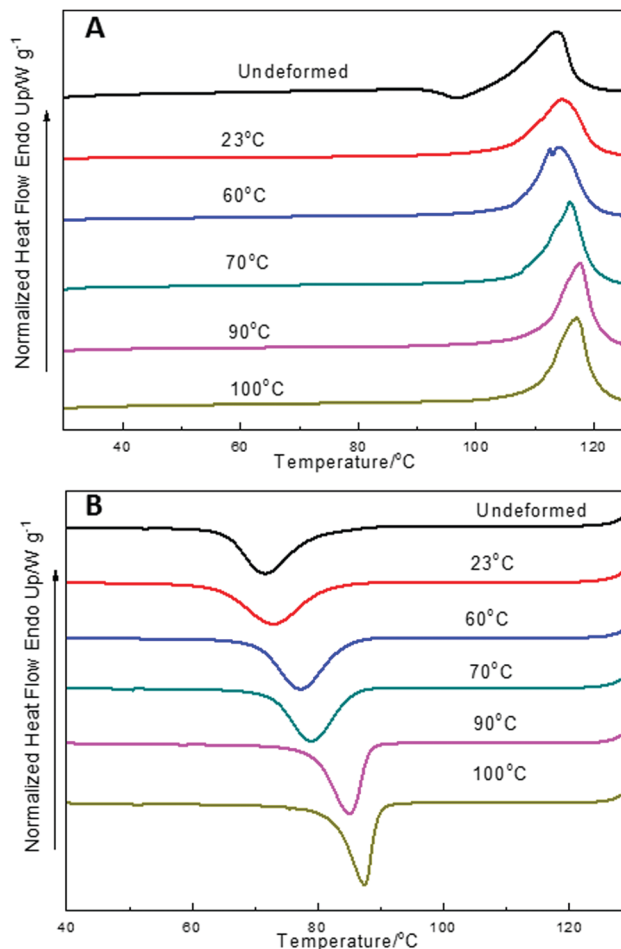 A
Undeformed
23°C
60°C
70°C
90°C
100°C
Normalized Heat Flow Endo Up/W g⁻¹
40 60 80 100 120
Temperature/°C
B
Undeformed
23°C
60°C
70°C
90°C
100°C
Normalized Heat Flow Endo Up/W g⁻¹
40 60 80 100 120
Temperature/°C